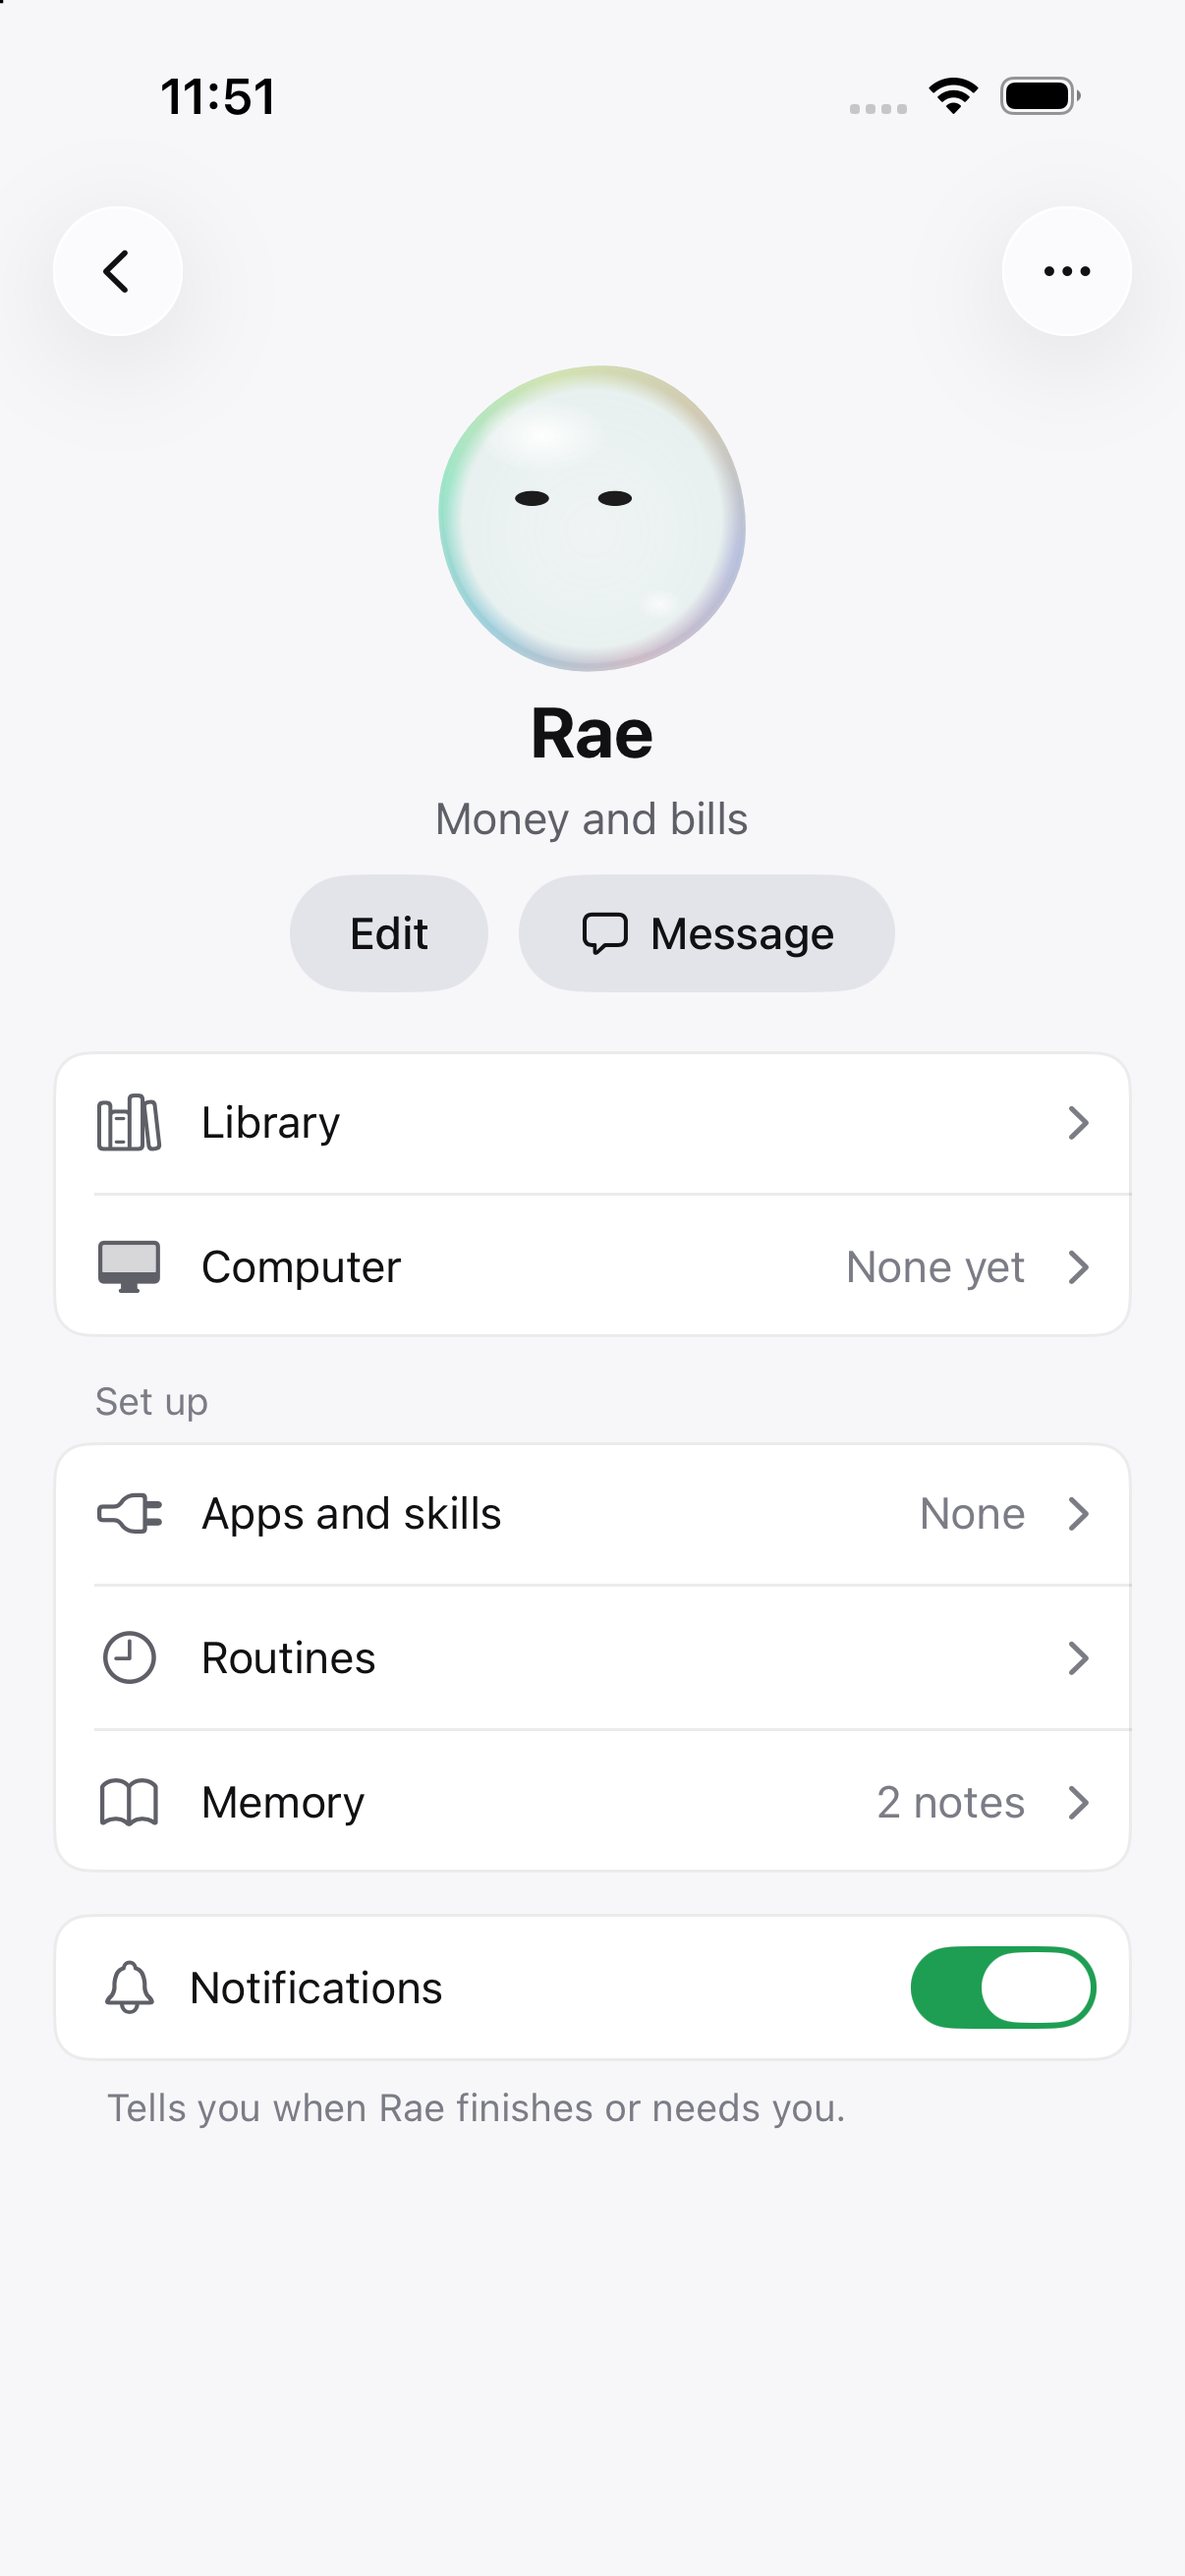 11:51
Rae
Money and bills
Edit
Message
Library
Computer
None yet
Set up
Apps and skills
None
Routines
Memory
2 notes
Notifications
Tells you when Rae finishes or needs you.